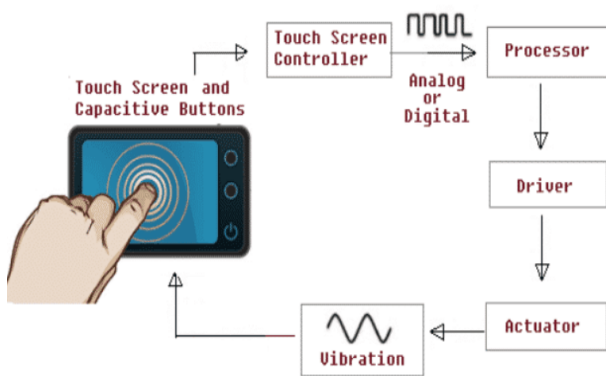 Touch Screen
Controller
Processor
Analog
or
Digital
Touch Screen and
Capacitive Buttons
Driver
Actuator
Vibration